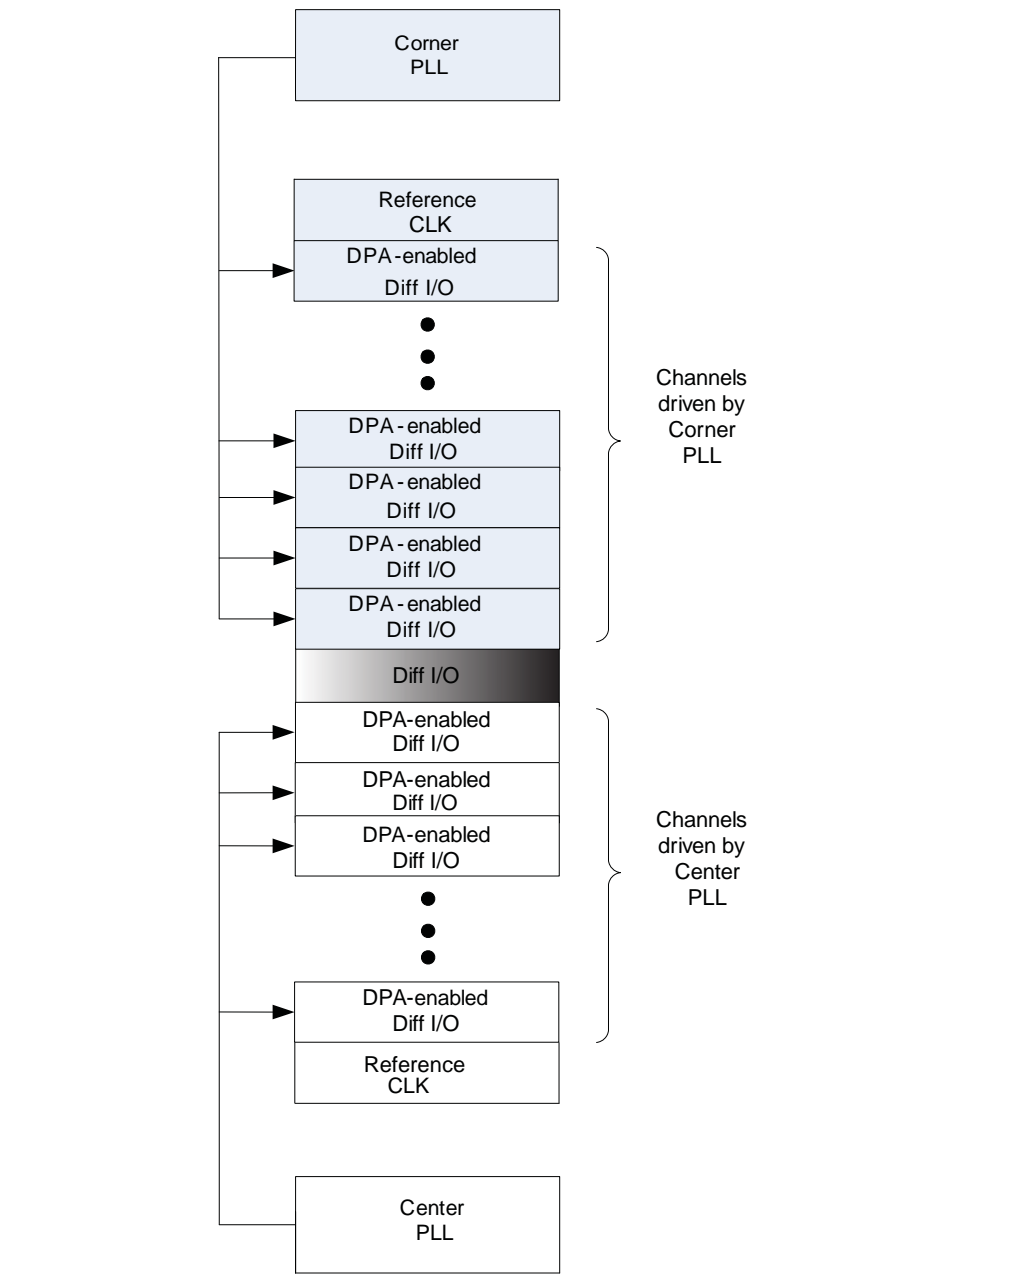 Corner
PLL
Reference
CLK
DPA-enabled
Diff I/O
DPA-enabled
Diff I/O
DPA-enabled
Diff I/O
DPA-enabled
Diff I/O
DPA-enabled
Diff I/O
Channels
driven by
Corner
PLL
Diff I/O
DPA-enabled
Diff I/O
DPA-enabled
Diff I/O
DPA-enabled
Diff I/O
DPA-enabled
Diff I/O
Channels
driven by
Center
PLL
Reference
CLK
Center
PLL